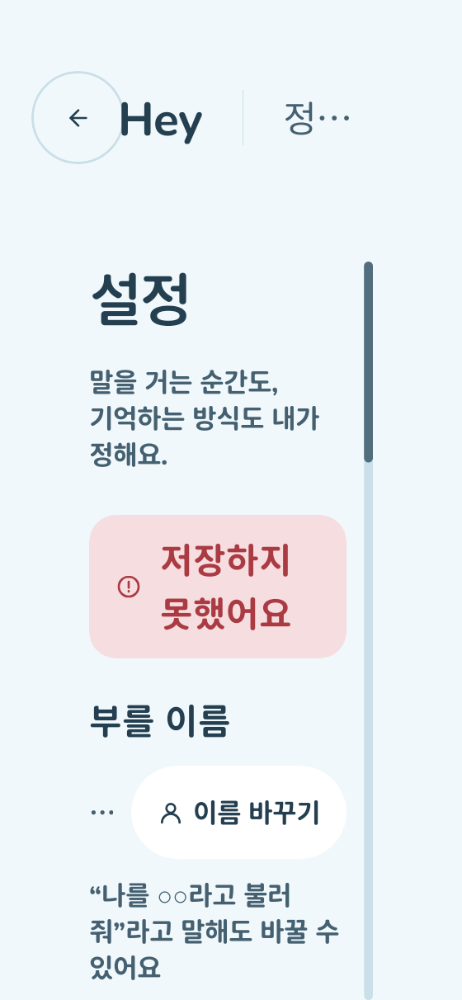 Hey
정…
설정
말을 거는 순간도,
기억하는 방식도 내가
정해요.
저장하지
못했어요
부를 이름
… 이름 바꾸기
“나를 ○○라고 불러
줘”라고 말해도 바꿀 수
있어요